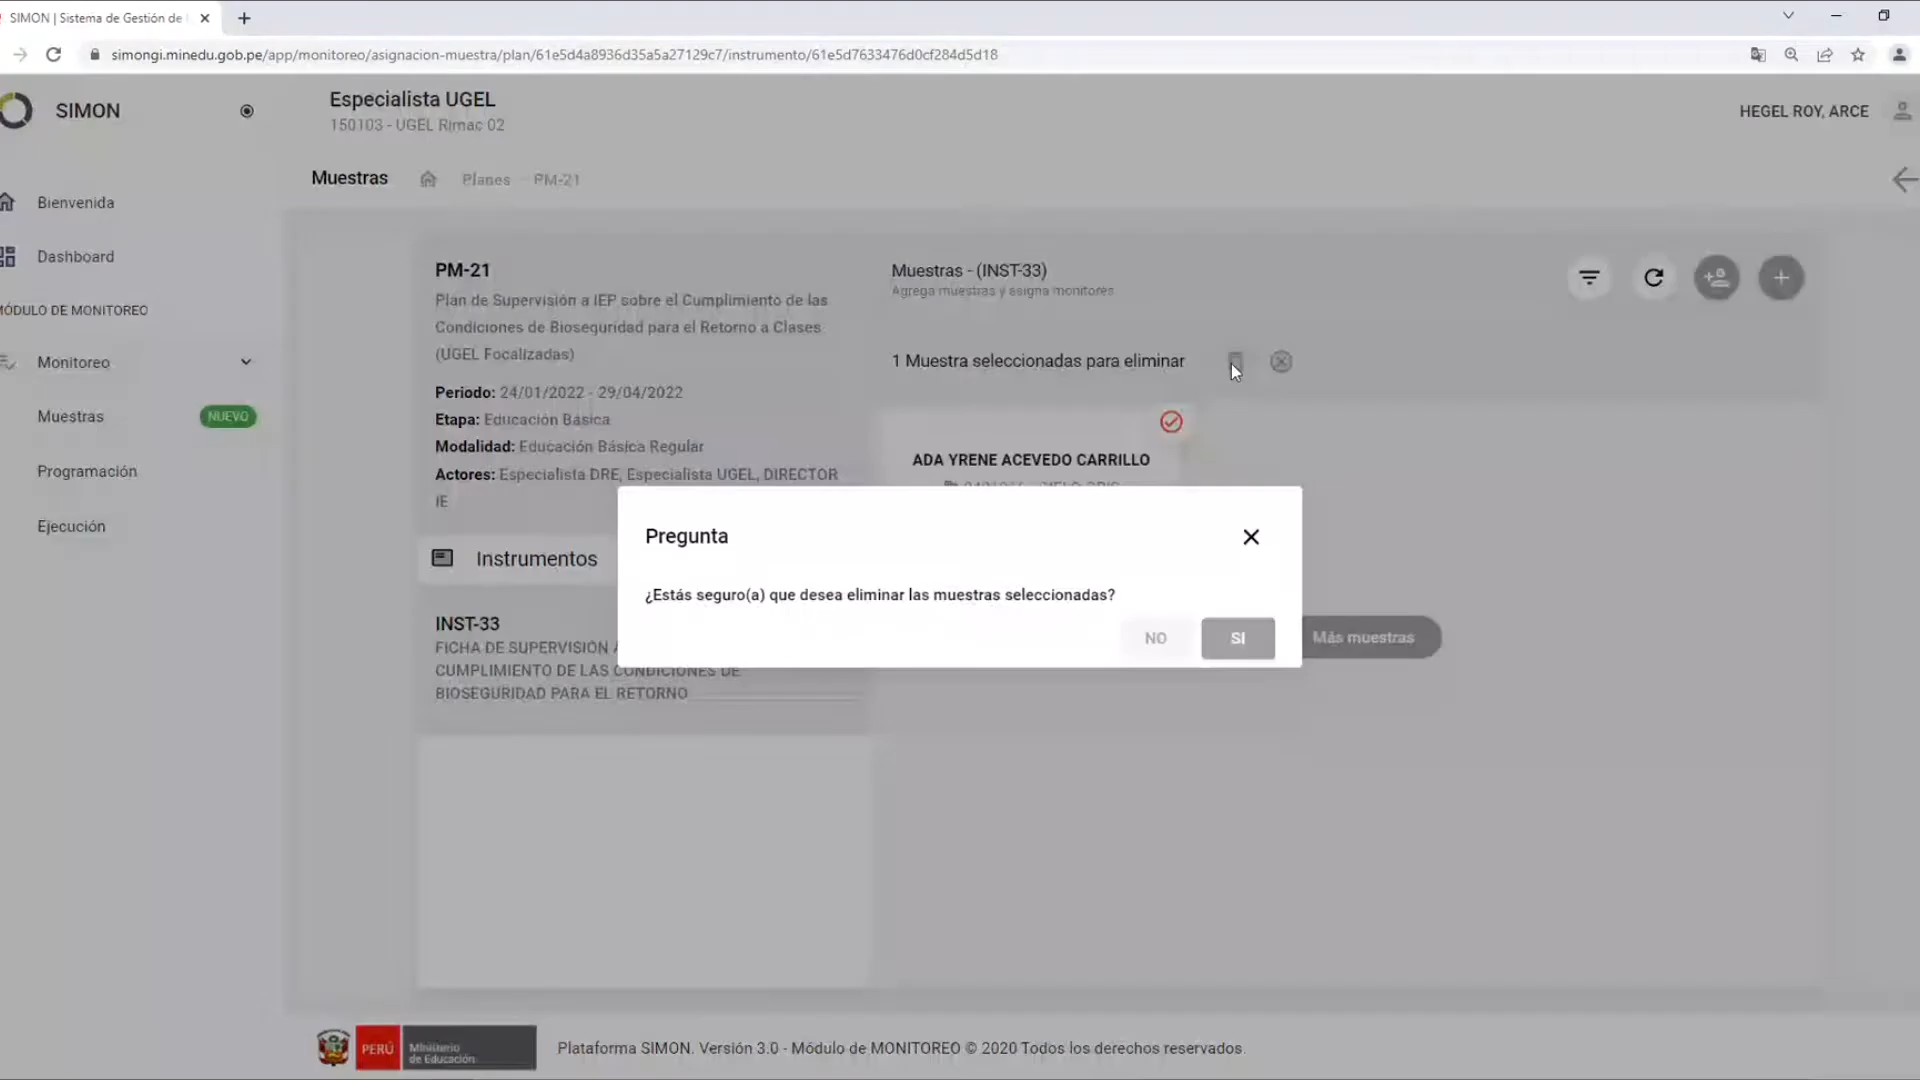 SIMON | Sistema de Gestión de
simongi.minedu.gob.pe/app/monitoreo/asignacion-muestra/plan/61e5d4a8936d35a5a27129c7/instrumento/61e5d7633476d0cf284d5d18
SIMON
Especialista UGEL
150103 - UGEL Rimac 02
HEGEL ROY, ARCE
Muestras
Planes
PM-21
Bienvenida
Dashboard
MÓDULO DE MONITOREO
Monitoreo
Muestras
NUEVO
Programación
Ejecución
PM-21
Plan de Supervisión a IEP sobre el Cumplimiento de las
Condiciones de Bioseguridad para el Retorno a Clases
(UGEL Focalizadas)
Periodo: 24/01/2022 - 29/04/2022
Etapa: Educación Básica
Modalidad: Educación Básica Regular
Actores: Especialista DRE, Especialista UGEL, DIRECTOR
IE
Instrumentos
INST-33
FICHA DE SUPERVISIÓN A
CUMPLIMIENTO DE LAS CONDICIONES DE
BIOSEGURIDAD PARA EL RETORNO
Muestras - (INST-33)
Agrega muestras y asigna monitores
1 Muestra seleccionadas para eliminar
ADA YRENE ACEVEDO CARRILLO
Pregunta
¿Estás seguro(a) que desea eliminar las muestras seleccionadas?
NO
SI
Más muestras
PERÚ
Ministerio
de Educación
Plataforma SIMON. Versión 3.0 - Módulo de MONITOREO © 2020 Todos los derechos reservados.